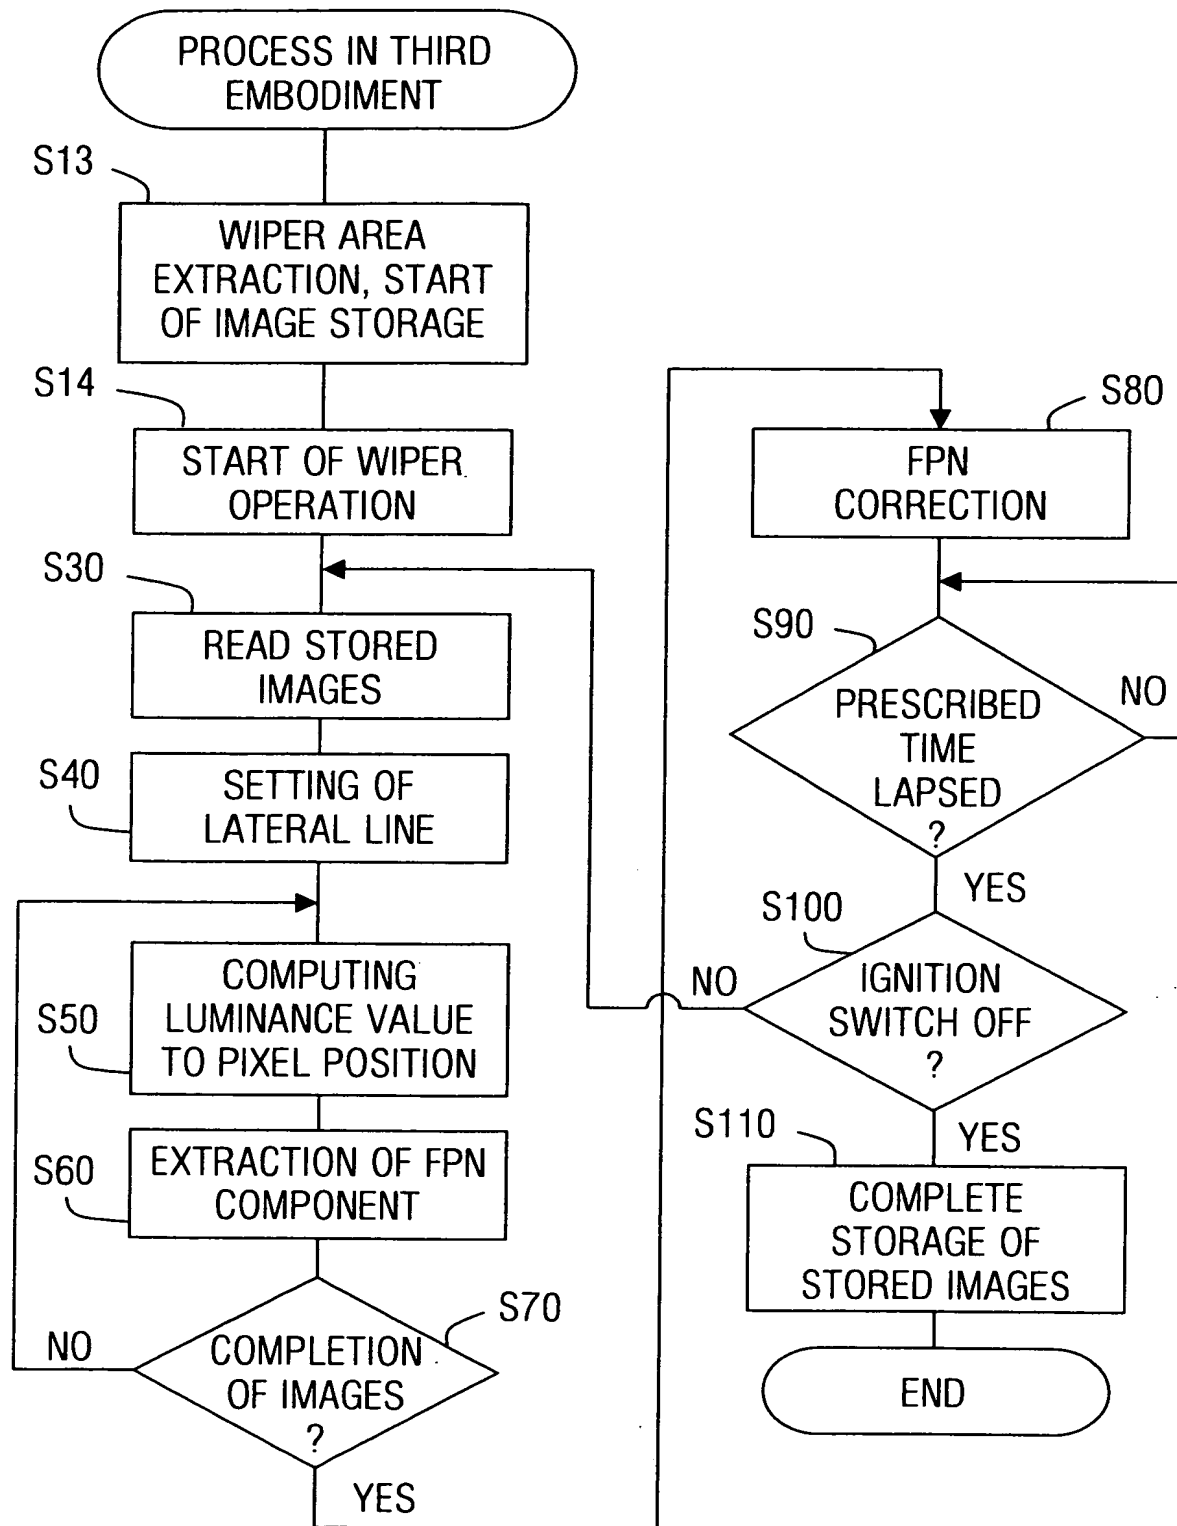 PROCESS IN THIRD
EMBODIMENT
S13
WIPER AREA
EXTRACTION, START
OF IMAGE STORAGE
S14
START OF WIPER
OPERATION
S30
READ STORED
IMAGES
S40
SETTING OF
LATERAL LINE
S50
COMPUTING
LUMINANCE VALUE
TO PIXEL POSITION
S60
EXTRACTION OF FPN
COMPONENT
S70
COMPLETION
OF IMAGES
?
NO
YES
S80
FPN
CORRECTION
S90
PRESCRIBED
TIME
LAPSED
?
NO
YES
S100
IGNITION
SWITCH OFF
?
NO
YES
S110
COMPLETE
STORAGE OF
STORED IMAGES
END